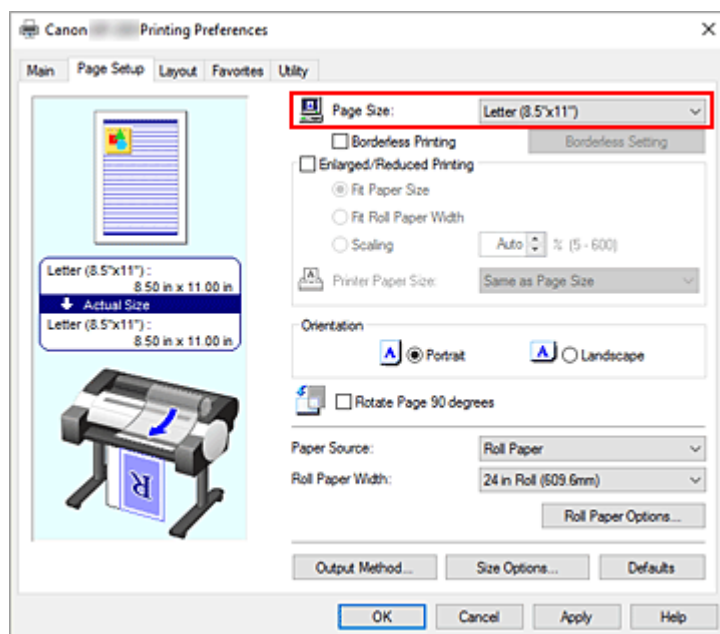 Canon Printing Preferences
Main Page Setup Layout Favorites Utility
Page Size: Letter (8.5"x11")
Borderless Printing Borderless Setting
Enlarged/Reduced Printing
Fit Paper Size
Fit Roll Paper Width
Scaling Auto % (5 - 600)
Printer Paper Size: Same as Page Size
Letter (8.5"x11") :
8.50 in x 11.00 in
Actual Size
Letter (8.5"x11") :
8.50 in x 11.00 in
Orientation
A Portrait A Landscape
Rotate Page 90 degrees
R
Paper Source: Roll Paper
Roll Paper Width: 24 in Roll (609.6mm)
Roll Paper Options...
Output Method... Size Options... Defaults
OK Cancel Apply Help